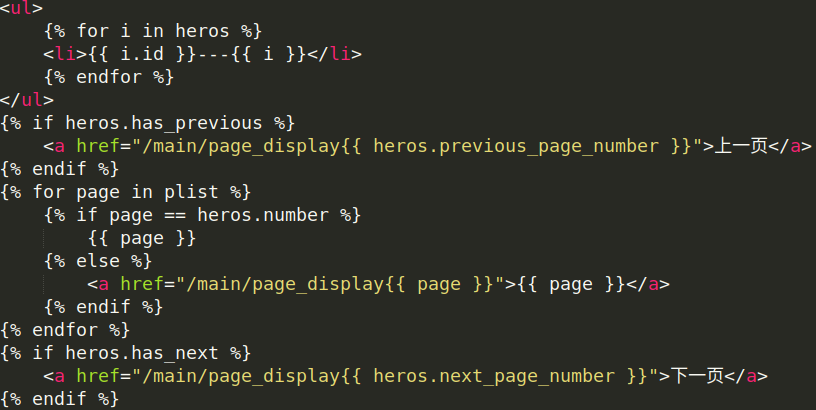 <ul>
    {% for i in heros %}
    <li>{{ i.id }}---{{ i }}</li>
    {% endfor %}
</ul>
{% if heros.has_previous %}
    <a href="/main/page_display{{ heros.previous_page_number }}">上一页</a>
{% endif %}
{% for page in plist %}
    {% if page == heros.number %}
        {{ page }}
    {% else %}
        <a href="/main/page_display{{ page }}">{{ page }}</a>
    {% endif %}
{% endfor %}
{% if heros.has_next %}
    <a href="/main/page_display{{ heros.next_page_number }}">下一页</a>
{% endif %}